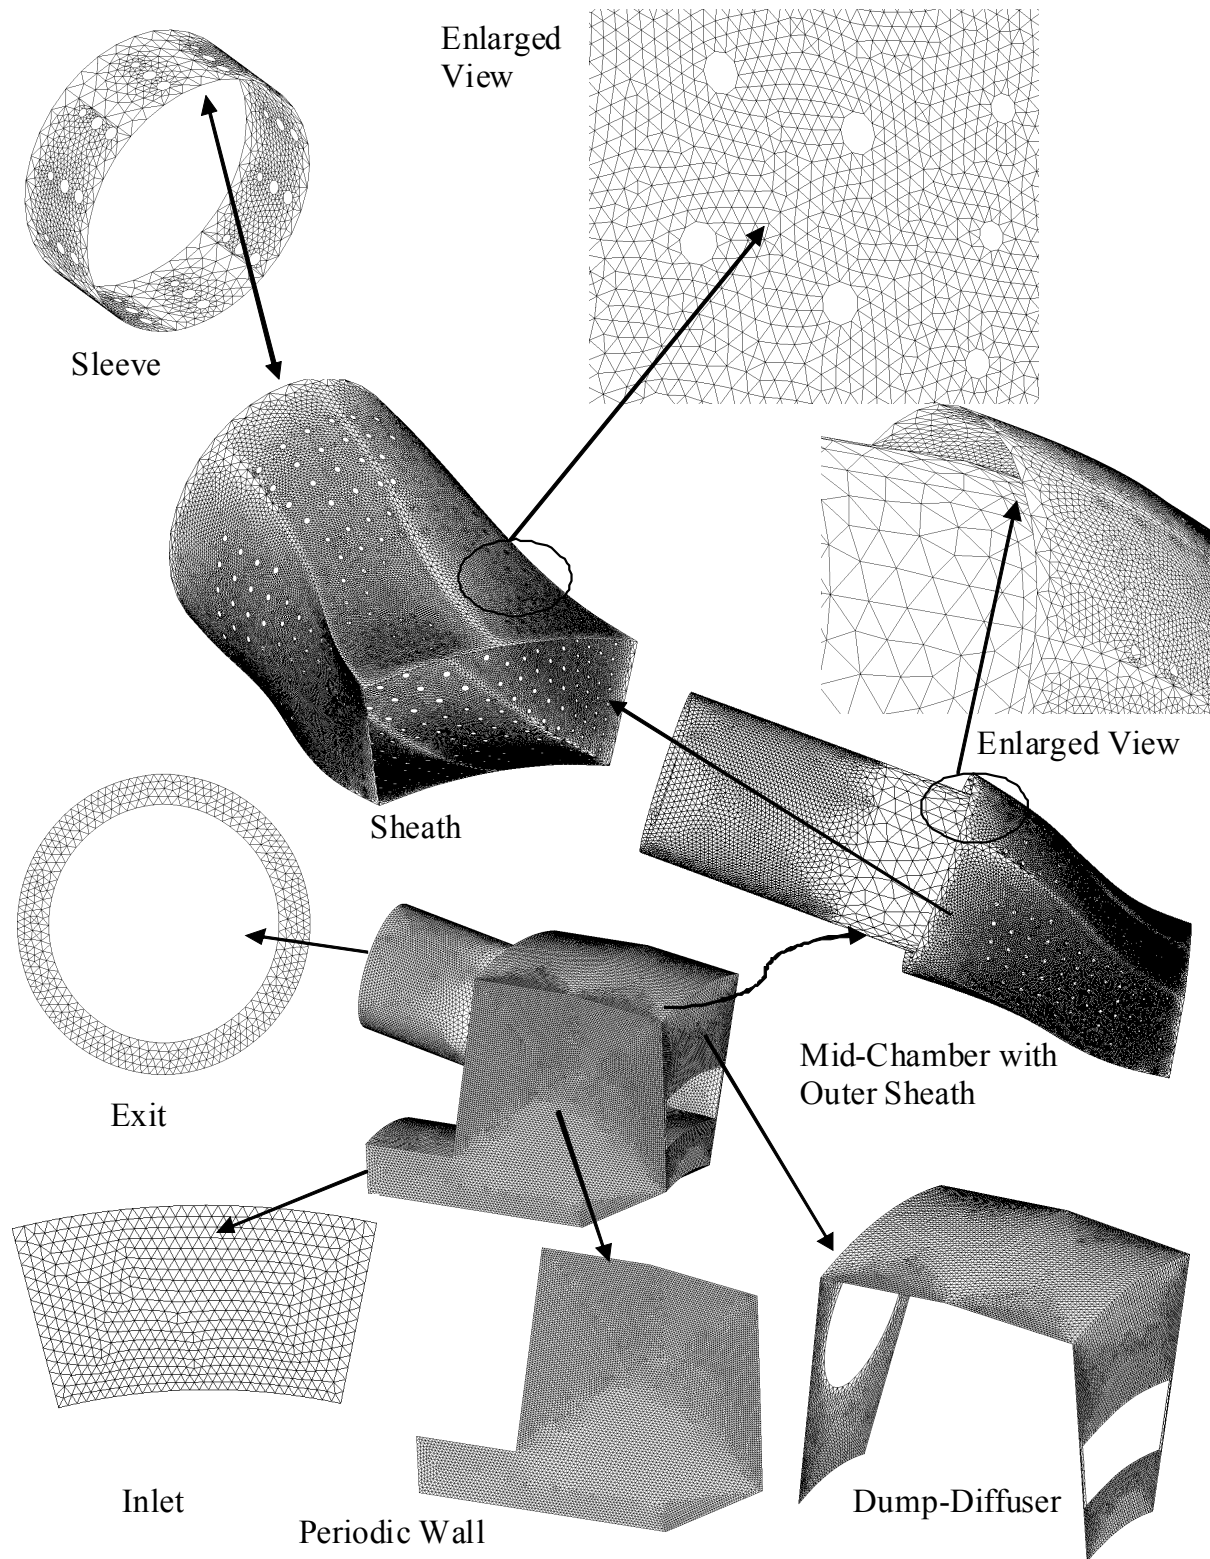 Enlarged
View
Sleeve
Enlarged View
Sheath
Mid-Chamber with
Outer Sheath
Exit
Inlet
Periodic Wall
Dump-Diffuser